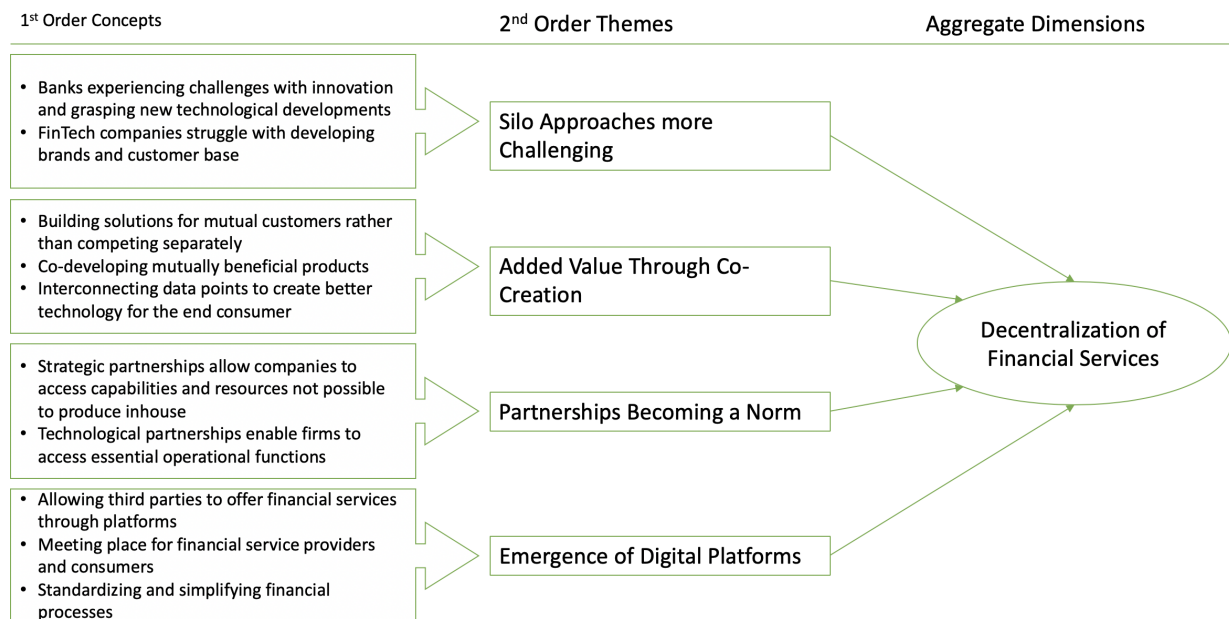 1st Order Concepts
2nd Order Themes
Aggregate Dimensions
• Banks experiencing challenges with innovation
and grasping new technological developments
• FinTech companies struggle with developing
brands and customer base
Silo Approaches more
Challenging
• Building solutions for mutual customers rather
than competing separately
• Co-developing mutually beneficial products
• Interconnecting data points to create better
technology for the end consumer
Added Value Through Co-
Creation
Decentralization of
Financial Services
• Strategic partnerships allow companies to
access capabilities and resources not possible
to produce inhouse
• Technological partnerships enable firms to
access essential operational functions
Partnerships Becoming a Norm
• Allowing third parties to offer financial services
through platforms
• Meeting place for financial service providers
and consumers
• Standardizing and simplifying financial
processes
Emergence of Digital Platforms